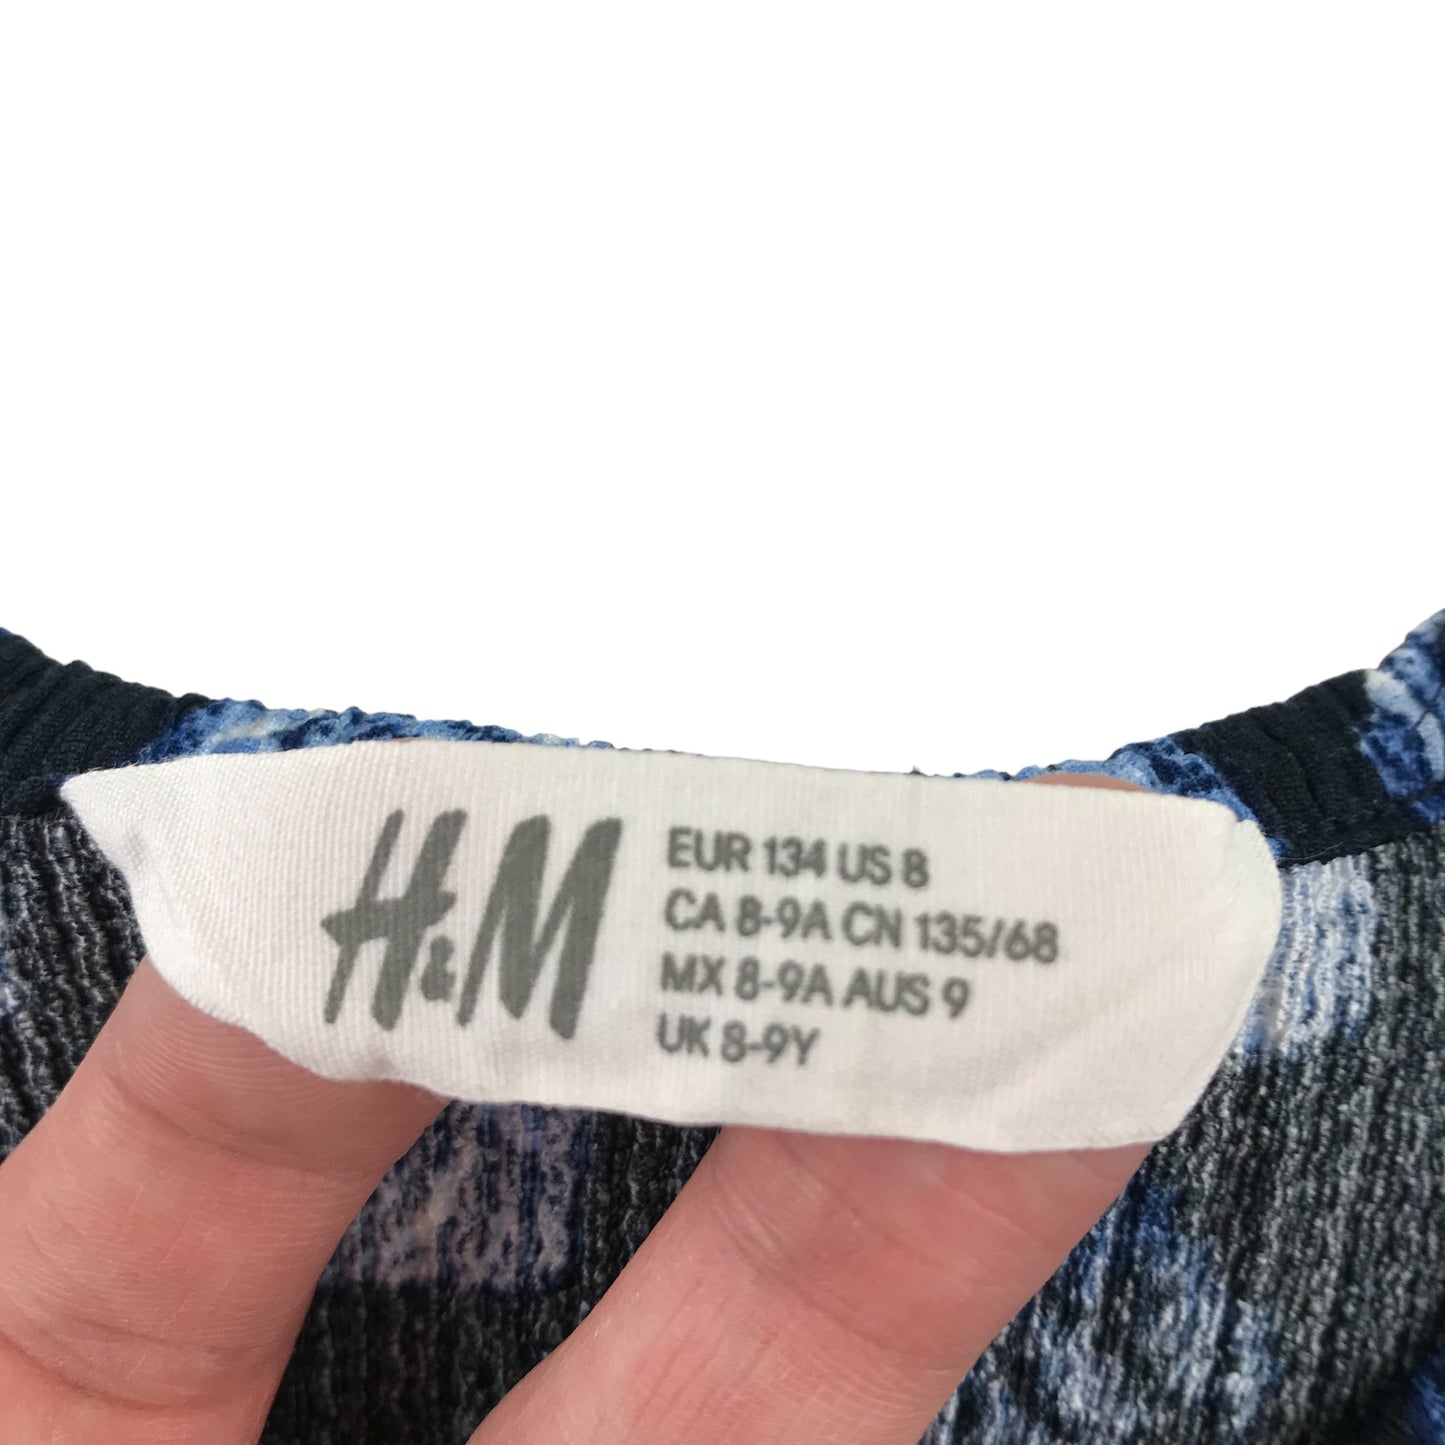 H&M
EUR 134 US 8
CA 8-9A CN 135/68
MX 8-9A AUS 9
UK 8-9Y